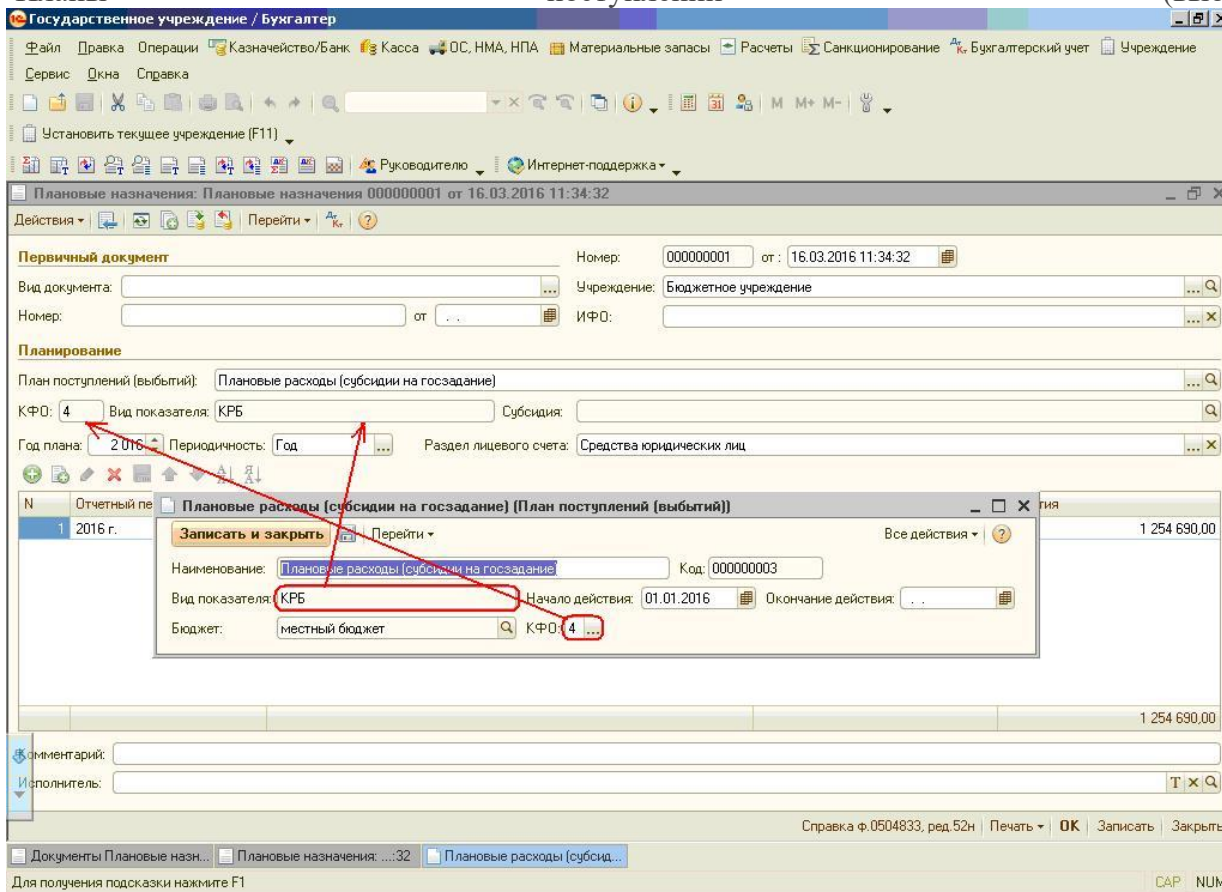 Государственное учреждение / Бухгалтер
Файл Правка Операции Казначейство/Банк Касса ОС, НМА, НПА Материальные запасы Расчеты Санкционирование Бухгалтерский учет Учреждение
Сервис Окна Справка
М М+ М-
Установить текущее учреждение (F11)
Руководителю Интернет-поддержка
Плановые назначения: Плановые назначения 000000001 от 16.03.2016 11:34:32
Действия Перейти
Первичный документ Номер: 000000001 от: 16.03.2016 11:34:32
Вид документа: ... Учреждение: Бюджетное учреждение ...
Номер: от . . ИФО: ...
Планирование
План поступлений (выбытий): Плановые расходы (субсидии на госзадание) ...
КФО: 4 Вид показателя: КРБ Субсидия:
Год плана: 2 016 Периодичность: Год ... Раздел лицевого счета: Средства юридических лиц ...
N Отчетный пе
1 2016 г. 1 254 690,00
Плановые расходы (субсидии на госзадание) (План поступлений (выбытий))
Записать и закрыть Перейти Все действия
Наименование: Плановые расходы (субсидии на госзадание) Код: 000000003
Вид показателя: КРБ Начало действия: 01.01.2016 Окончание действия: . .
Бюджет: местный бюджет КФО: 4 ...
1 254 690,00
Комментарий:
Исполнитель: Т
Справка ф.0504833, ред.52н Печать ОК Записать Закрыть
Документы Плановые назн... Плановые назначения: ...:32 Плановые расходы (субсид...
Для получения подсказки нажмите F1 CAP NUM